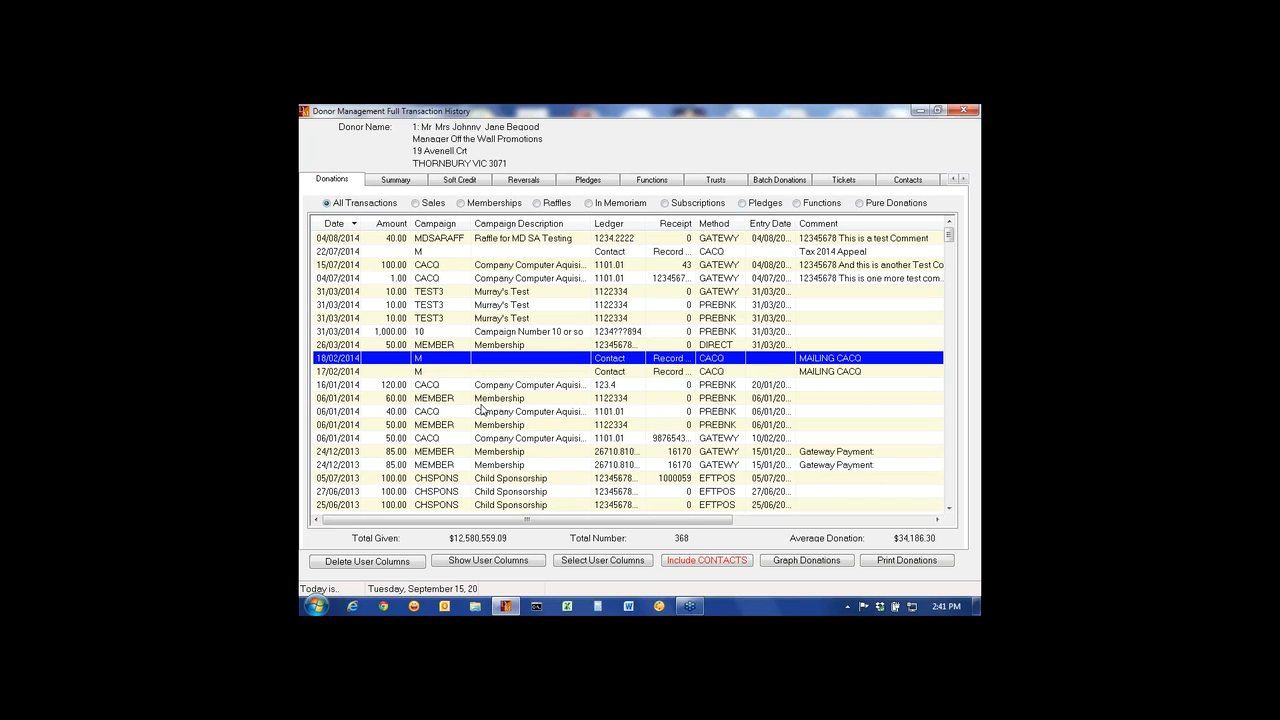 Donor Management Full Transaction History
Donor Name: 1: Mr Mrs Johnny Jane Begood
Manager Off the Wall Promotions
19 Avenell Crt
THORNBURY VIC 3071
Donations Summary Soft Credit Reversals Pledges Functions Trusts Batch Donations Tickets Contacts
All Transactions Sales Memberships Raffles In Memoriam Subscriptions Pledges Functions Pure Donations
Date Amount Campaign Campaign Description Ledger Receipt Method Entry Date Comment
04/08/2014 40.00 MDSARAFF Raffle for MD SA Testing 1234.2222 0 GATEWY 04/08/20... 12345678 This is a test Comment
22/07/2014 M Contact Record ... CACQ Tax 2014 Appeal
15/07/2014 100.00 CACQ Company Computer Aquisi... 1101.01 43 GATEWY 04/08/20... 12345678 And this is another Test Co
04/07/2014 1.00 CACQ Company Computer Aquisi... 1101.01 1234567... GATEWY 04/07/20... 12345678 This is one more test com...
31/03/2014 10.00 TEST3 Murray's Test 1122334 0 GATEWY 31/03/20...
31/03/2014 10.00 TEST3 Murray's Test 1122334 0 PREBNK 31/03/20...
31/03/2014 10.00 TEST3 Murray's Test 1122334 0 PREBNK 31/03/20...
31/03/2014 1,000.00 10 Campaign Number 10 or so 1234???894 0 PREBNK 31/03/20...
26/03/2014 50.00 MEMBER Membership 12345678... 0 DIRECT 31/03/20...
18/02/2014 M Contact Record ... CACQ MAILING CACQ
17/02/2014 M Contact Record ... CACQ MAILING CACQ
16/01/2014 120.00 CACQ Company Computer Aquisi... 123.4 0 PREBNK 20/01/20...
06/01/2014 60.00 MEMBER Membership 1122334 0 PREBNK 06/01/20...
06/01/2014 40.00 CACQ Company Computer Aquisi... 1101.01 0 PREBNK 06/01/20...
06/01/2014 50.00 MEMBER Membership 1122334 0 PREBNK 06/01/20...
06/01/2014 50.00 CACQ Company Computer Aquisi... 1101.01 9876543... GATEWY 10/02/20...
24/12/2013 85.00 MEMBER Membership 26710.810... 16170 GATEWY 15/01/20... Gateway Payment:
24/12/2013 85.00 MEMBER Membership 26710.810... 16170 GATEWY 15/01/20... Gateway Payment:
05/07/2013 100.00 CHSPONS Child Sponsorship 12345678... 1000059 EFTPOS 05/07/20...
27/06/2013 100.00 CHSPONS Child Sponsorship 12345678... 0 EFTPOS 27/06/20...
25/06/2013 100.00 CHSPONS Child Sponsorship 12345678... 0 EFTPOS 25/06/20...
Total Given: $12,580,559.09 Total Number: 368 Average Donation: $34,186.30
Delete User Columns Show User Columns Select User Columns Include CONTACTS Graph Donations Print Donations
Today is.. Tuesday, September 15, 20
2:41 PM